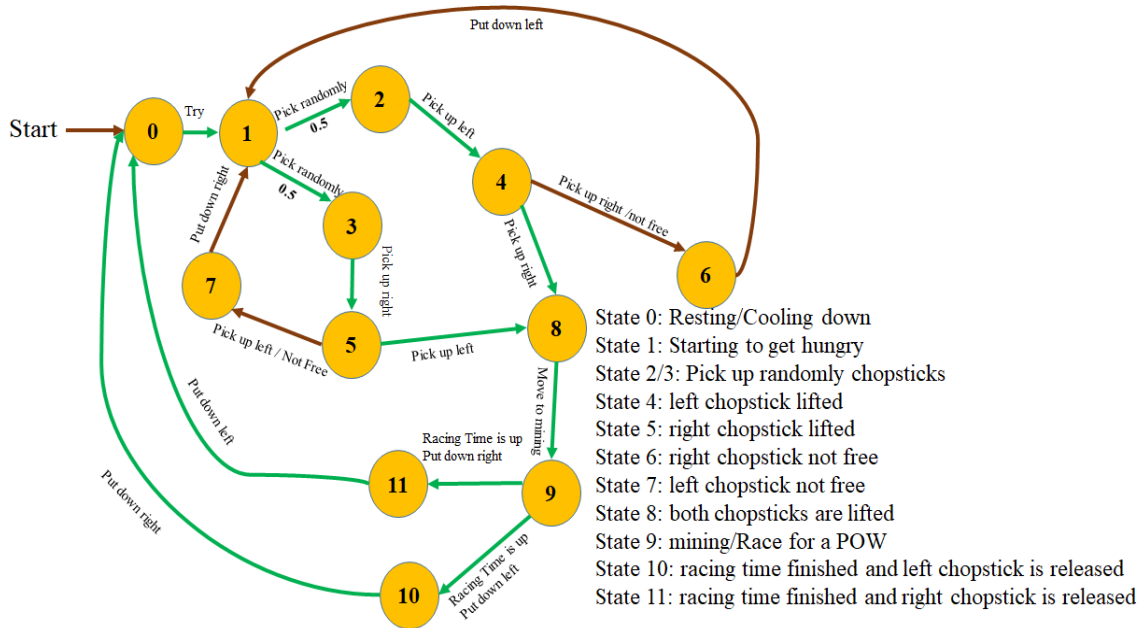 Put down left
Start
0
Try
1
Pick randomly
0.5
2
Pick up left
4
Pick up right /not free
6
Pick randomly
0.5
3
Pick up right
Put down right
7
Pick up left / Not Free
5
Pick up left
Pick up right
8
Move to mining
Racing Time is up
Put down right
11
9
Put down left
Put down right
10
Racing Time is up
Put down left
State 0: Resting/Cooling down
State 1: Starting to get hungry
State 2/3: Pick up randomly chopsticks
State 4: left chopstick lifted
State 5: right chopstick lifted
State 6: right chopstick not free
State 7: left chopstick not free
State 8: both chopsticks are lifted
State 9: mining/Race for a POW
State 10: racing time finished and left chopstick is released
State 11: racing time finished and right chopstick is released